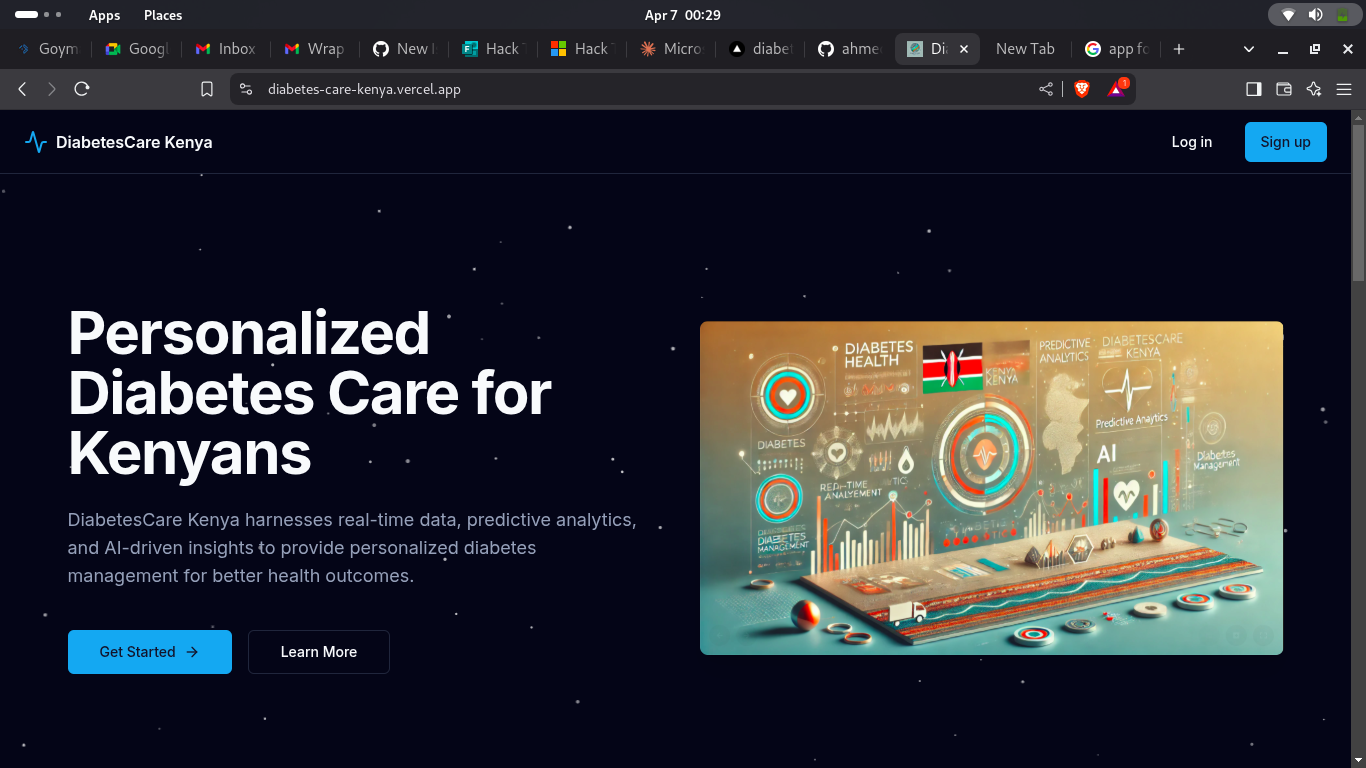 Apps
Places
Apr 7 00:29
Goym
Googl
Inbox
Wrap
New I
Hack T
Hack T
Micro
diabet
ahme
Di
New Tab
app fo
diabetes-care-kenya.vercel.app
1
DiabetesCare Kenya
Log in
Sign up
Personalized
Diabetes Care for
Kenyans
DiabetesCare Kenya harnesses real-time data, predictive analytics,
and AI-driven insights to provide personalized diabetes
management for better health outcomes.
Get Started
Learn More
DIABETES
HEALTH
KENYA
KENYA
PREDICTIVE
ANALYTICS
DIABETESCARE
KENYA
Predictive Anaytics
AI
DIABETES
REAL-TIME
ANALYEMENT
TIC
DIABETES
MANAGEMENT
Diabetes
Management